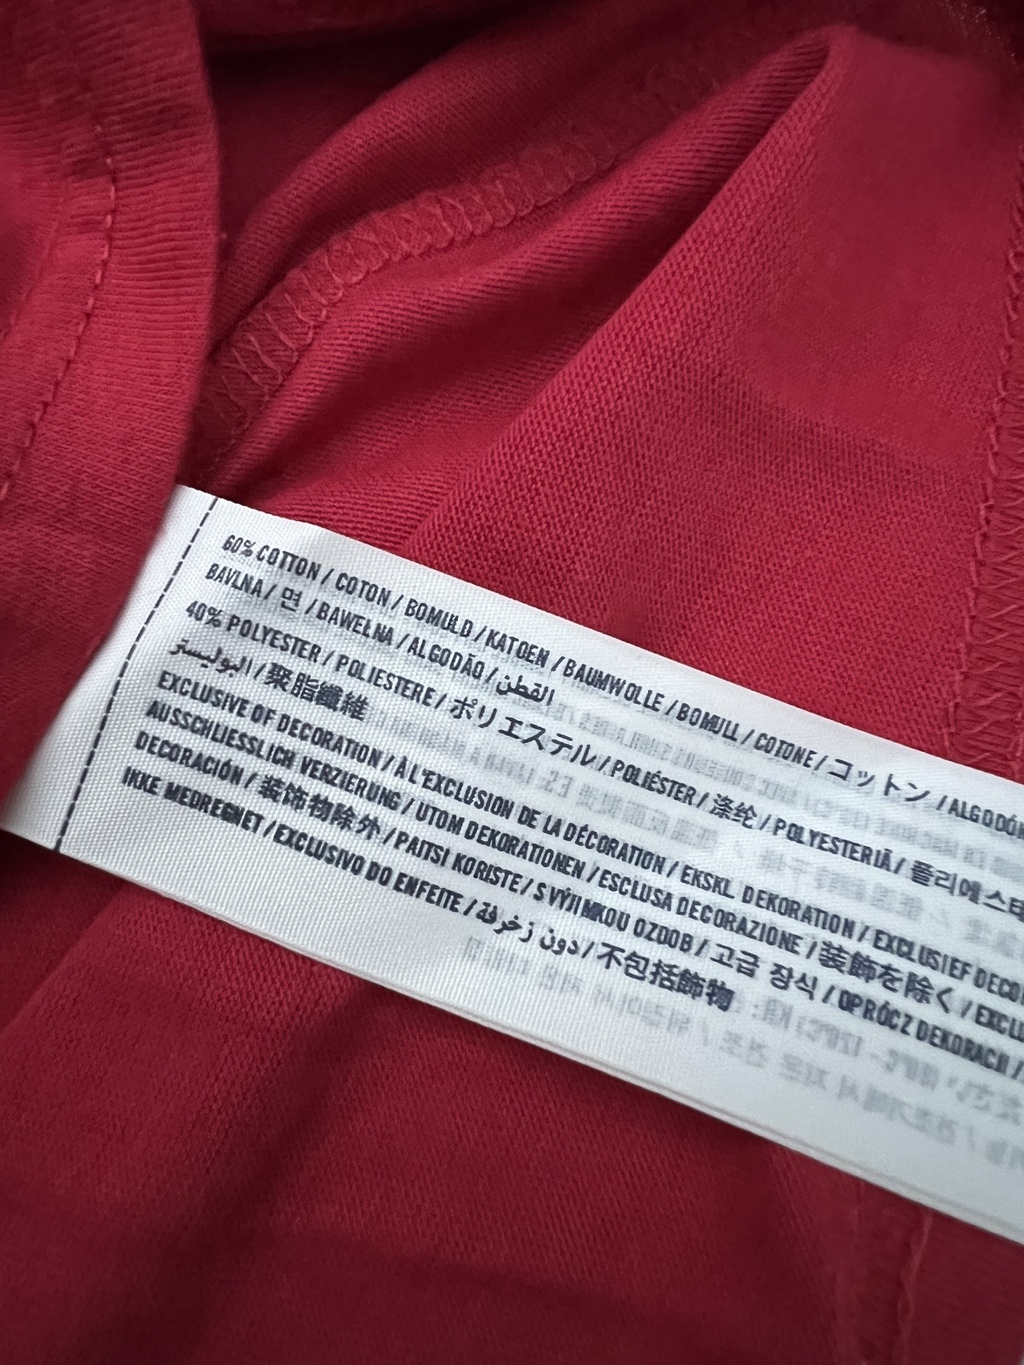 60% COTTON / COTON / BOMULD / KATOEN / BAUMWOLLE / BOMULL / COTONE / コットン / ALGODÓN
BAVLNA / 면 / BAWEŁNA / ALGODÃO / القطن
40% POLYESTER / POLIESTERE / ポリエステル / POLIÉSTER / 涤纶 / POLYESTERIÄ / 폴리에스테
البوليستر / 聚脂纖維
EXCLUSIVE OF DECORATION / À L'EXCLUSION DE LA DÉCORATION / EKSKL. DEKORATION / EXCLUSIEF DECO
AUSSCHLIESSLICH VERZIERUNG / UTOM DEKORATIONEN / ESCLUSA DECORAZIONE / 装飾を除く / EXCLU
DECORACIÓN / 装饰物除外 / PAITSI KORISTE / S VÝJIMKOU OZDOB / 고급 장식 / OPRÓCZ DEKORACJI /
IKKE MEDREGNET / EXCLUSIVO DO ENFEITE / دون زخرفة / 不包括飾物